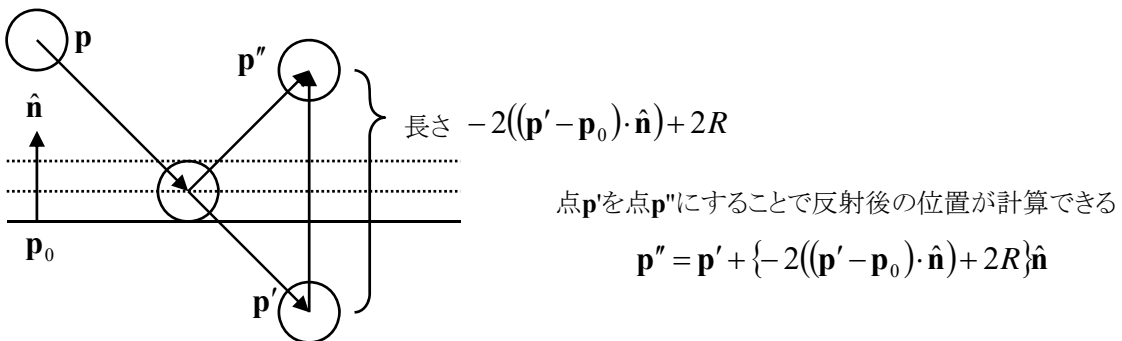 p
p″
n̂
長さ −2((p′ − p₀)·n̂) + 2R
点p'を点p"にすることで反射後の位置が計算できる
p₀
p″ = p′ + {−2((p′ − p₀)·n̂) + 2R}n̂
p′